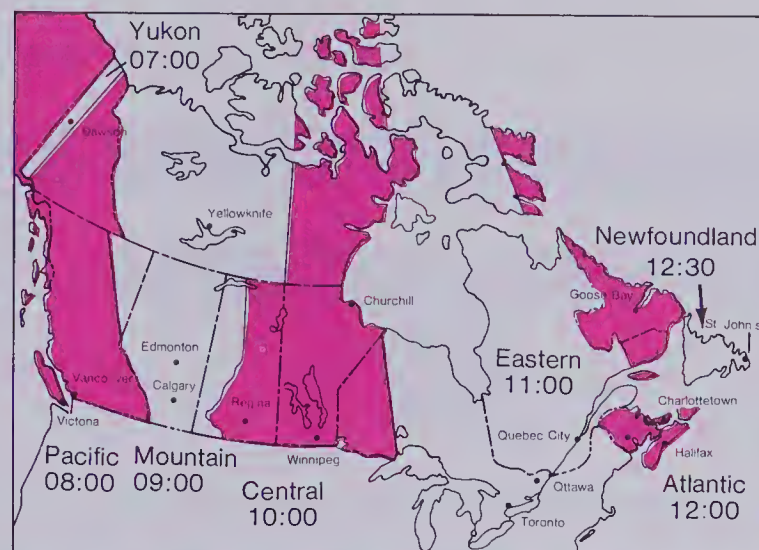 Yukon
07:00
Dawson
Yellowknife
Newfoundland
12:30
Goose Bay
St John s
Churchill
Edmonton
Calgary
Eastern
11:00
Vancouver
Regina
Charlottetown
Victoria
Quebec City
Winnipeg
Halifax
Pacific
08:00
Mountain
09:00
Central
10:00
Ottawa
Toronto
Atlantic
12:00